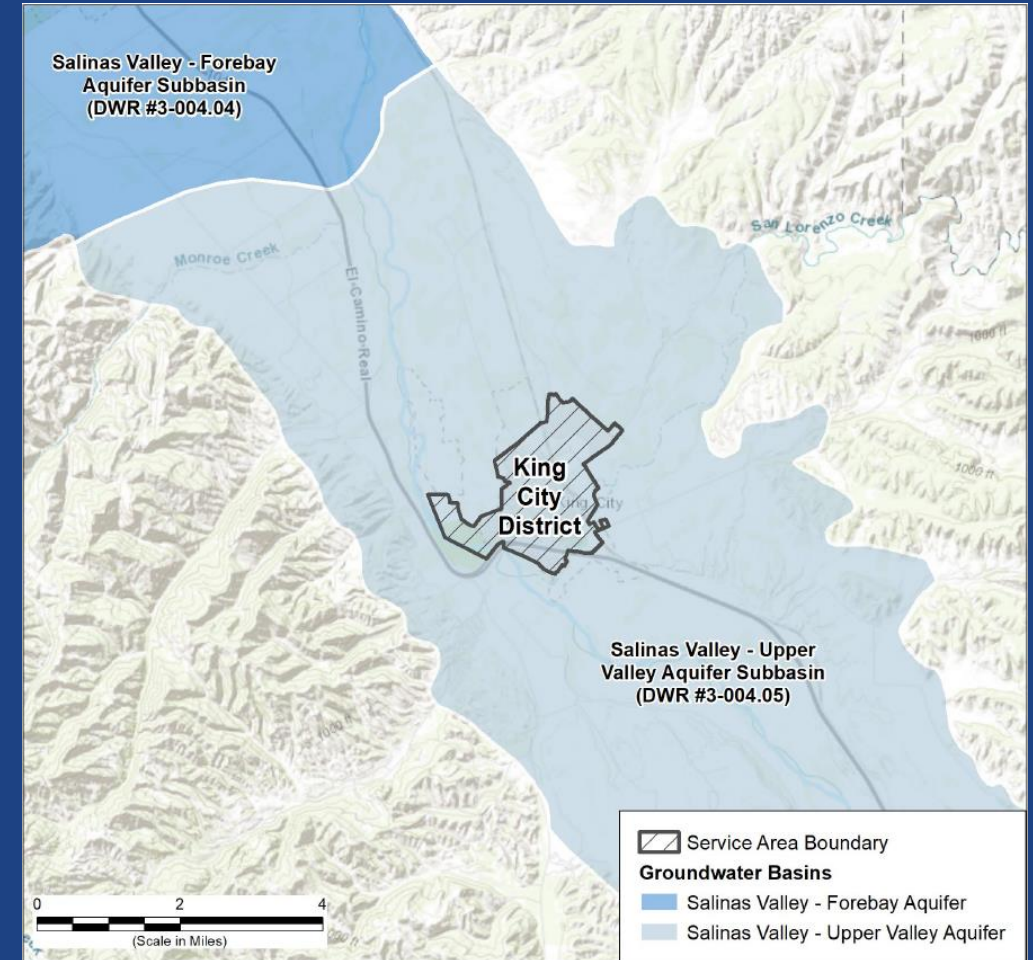 Salinas Valley - Forebay
Aquifer Subbasin
(DWR #3-004.04)
San Lorenzo Creek
Monroe Creek
El Camino Real
1000 ft
King
City
District
King City
1000 ft
Salinas Valley - Upper
Valley Aquifer Subbasin
(DWR #3-004.05)
1000 ft
Service Area Boundary
Groundwater Basins
Salinas Valley - Forebay Aquifer
Salinas Valley - Upper Valley Aquifer
0 2 4
(Scale in Miles)